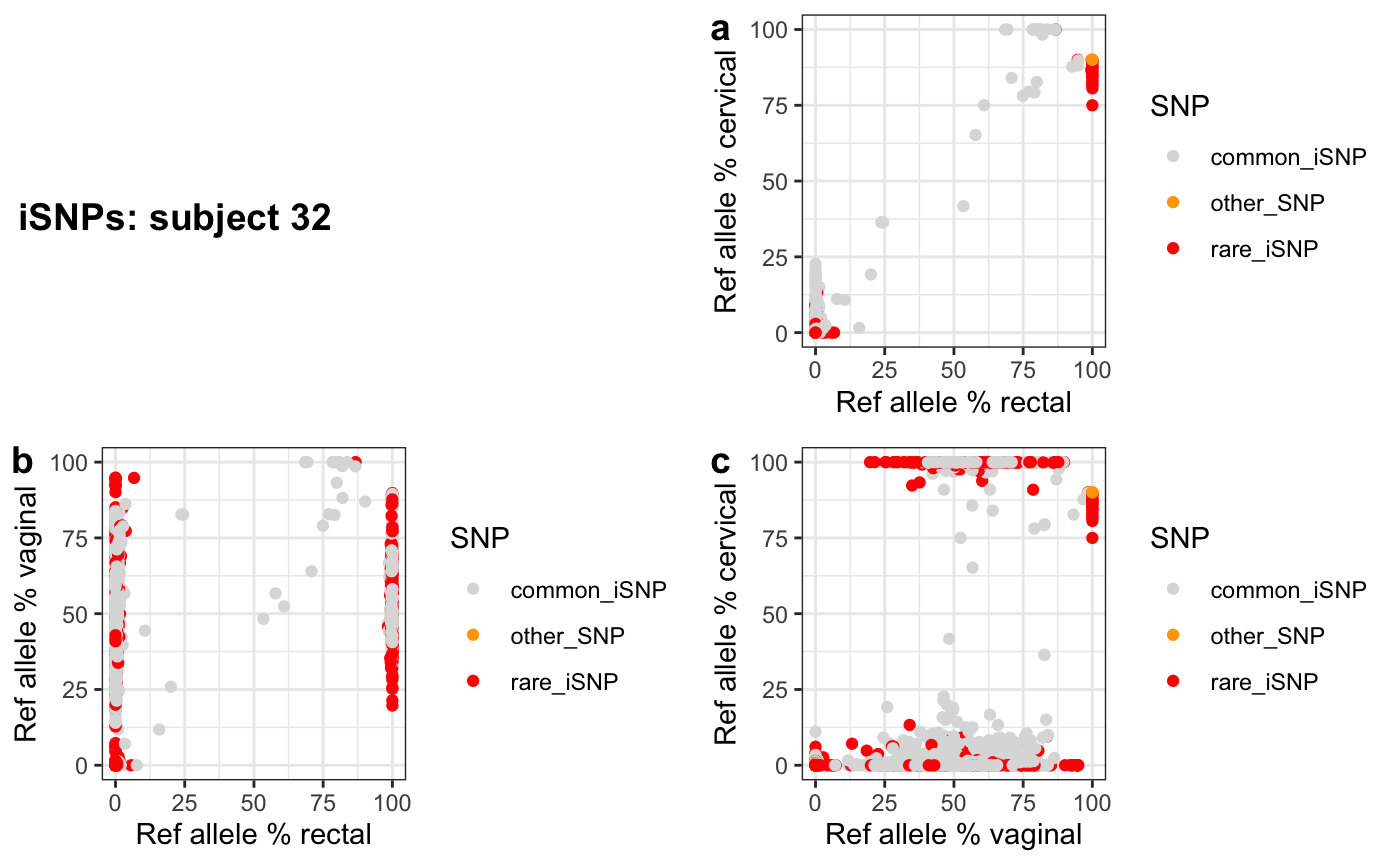 iSNPs: subject 32
a
Ref allele % cervical
100
75
50
25
0
0 25 50 75 100
Ref allele % rectal
SNP
common_iSNP
other_SNP
rare_iSNP
b
Ref allele % vaginal
100
75
50
25
0
0 25 50 75 100
Ref allele % rectal
SNP
common_iSNP
other_SNP
rare_iSNP
c
Ref allele % cervical
100
75
50
25
0
0 25 50 75 100
Ref allele % vaginal
SNP
common_iSNP
other_SNP
rare_iSNP